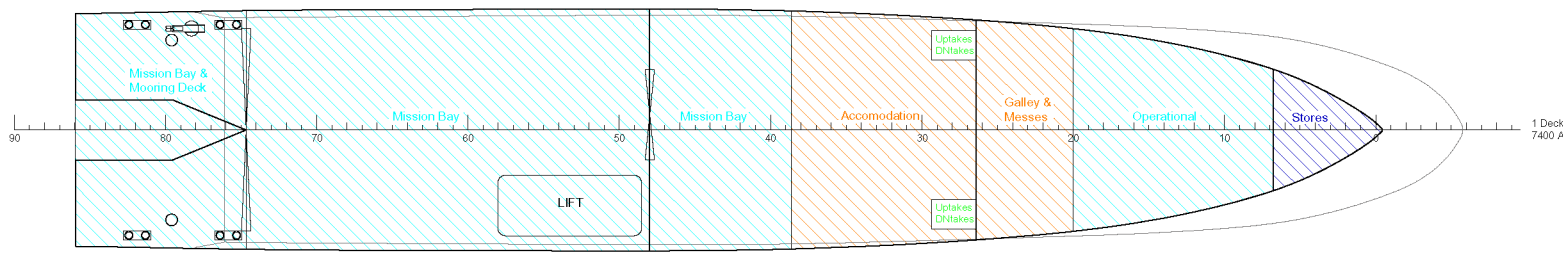 Uptakes
DNtakes
Mission Bay &
Mooring Deck
Mission Bay
Mission Bay
Accomodation
Galley &
Messes
Operational
Stores
90
80
70
60
50
40
30
20
10
0
1 Deck
7400 A
LIFT
Uptakes
DNtakes